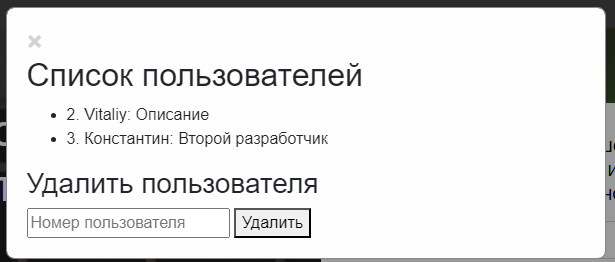 ×
Список пользователей
2. Vitaliy: Описание
3. Константин: Второй разработчик
Удалить пользователя
Номер пользователя Удалить